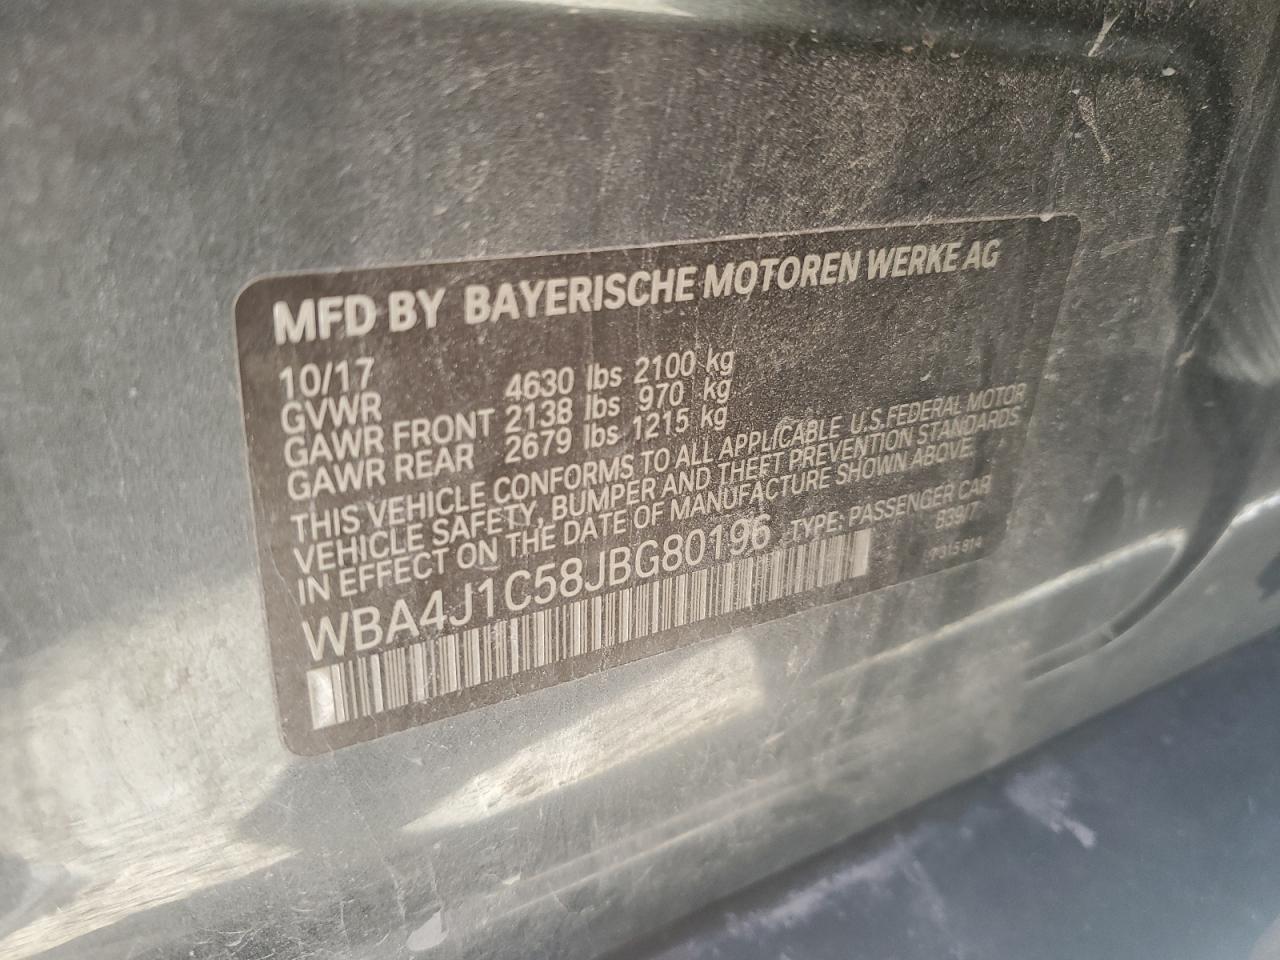 MFD BY BAYERISCHE MOTOREN WERKE AG
10/17
GVWR 4630 lbs 2100 kg
GAWR FRONT 2138 lbs 970 kg
GAWR REAR 2679 lbs 1215 kg
THIS VEHICLE CONFORMS TO ALL APPLICABLE U.S.FEDERAL MOTOR
VEHICLE SAFETY, BUMPER AND THEFT PREVENTION STANDARDS
IN EFFECT ON THE DATE OF MANUFACTURE SHOWN ABOVE.
WBA4J1C58JBG80196 TYPE: PASSENGER CAR